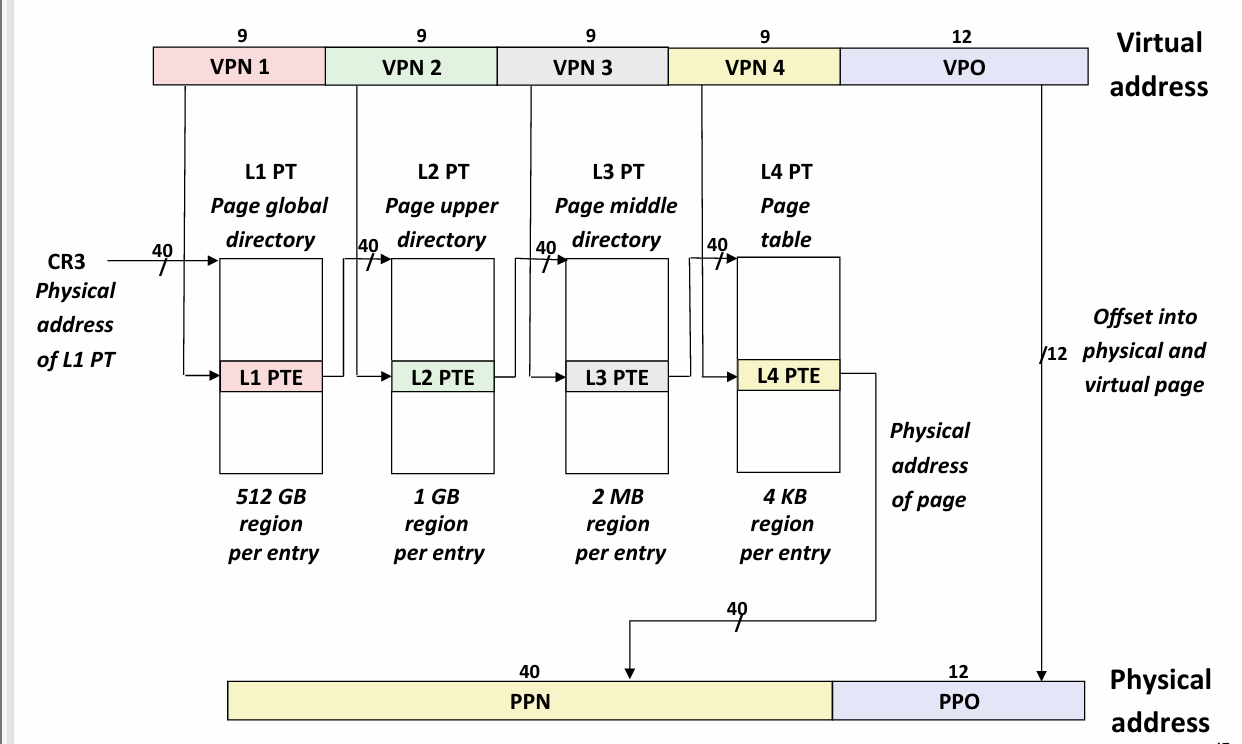 9 9 9 9 12
VPN 1 VPN 2 VPN 3 VPN 4 VPO
Virtual
address
L1 PT
Page global
directory
L2 PT
Page upper
directory
L3 PT
Page middle
directory
L4 PT
Page
table
40 40 40 40
CR3
Physical
address
of L1 PT
L1 PTE L2 PTE L3 PTE L4 PTE
/12
Offset into
physical and
virtual page
512 GB
region
per entry
1 GB
region
per entry
2 MB
region
per entry
4 KB
region
per entry
Physical
address
of page
40
40 12
PPN PPO
Physical
address